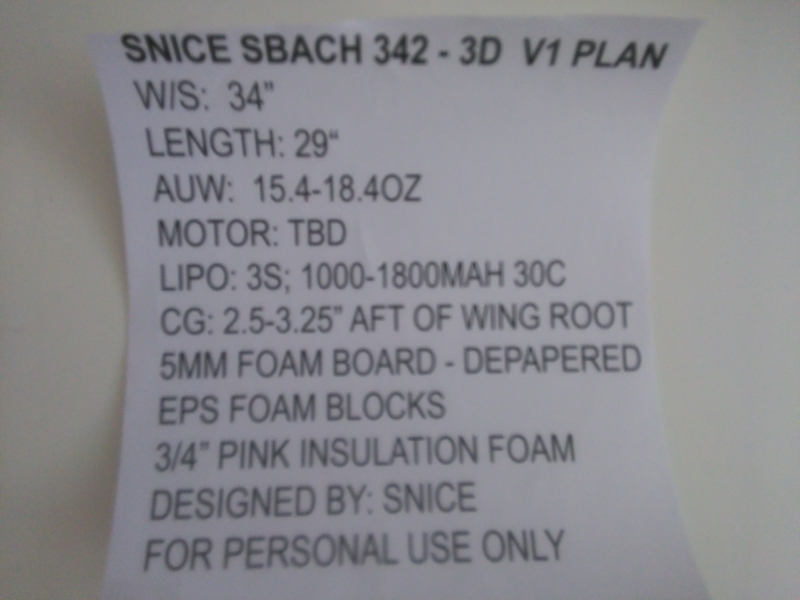 SNICE SBACH 342 - 3D V1 PLAN
W/S: 34”
LENGTH: 29“
AUW: 15.4-18.4OZ
MOTOR: TBD
LIPO: 3S; 1000-1800MAH 30C
CG: 2.5-3.25” AFT OF WING ROOT
5MM FOAM BOARD - DEPAPERED
EPS FOAM BLOCKS
3/4” PINK INSULATION FOAM
DESIGNED BY: SNICE
FOR PERSONAL USE ONLY